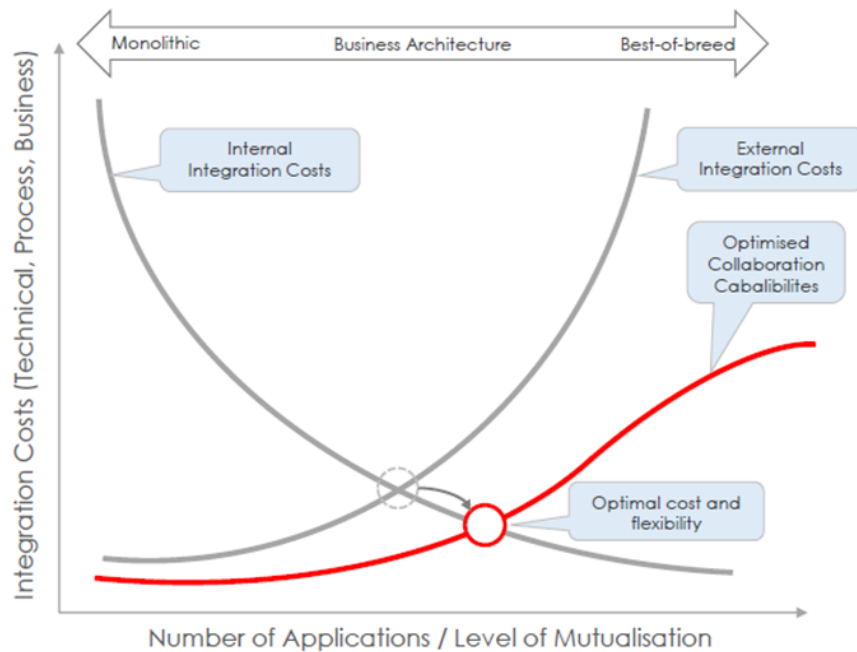 Monolithic
Business Architecture
Best-of-breed
Integration Costs (Technical, Process, Business)
Internal
Integration Costs
External
Integration Costs
Optimised
Collaboration
Cabalibilites
Optimal cost and
flexibility
Number of Applications / Level of Mutualisation